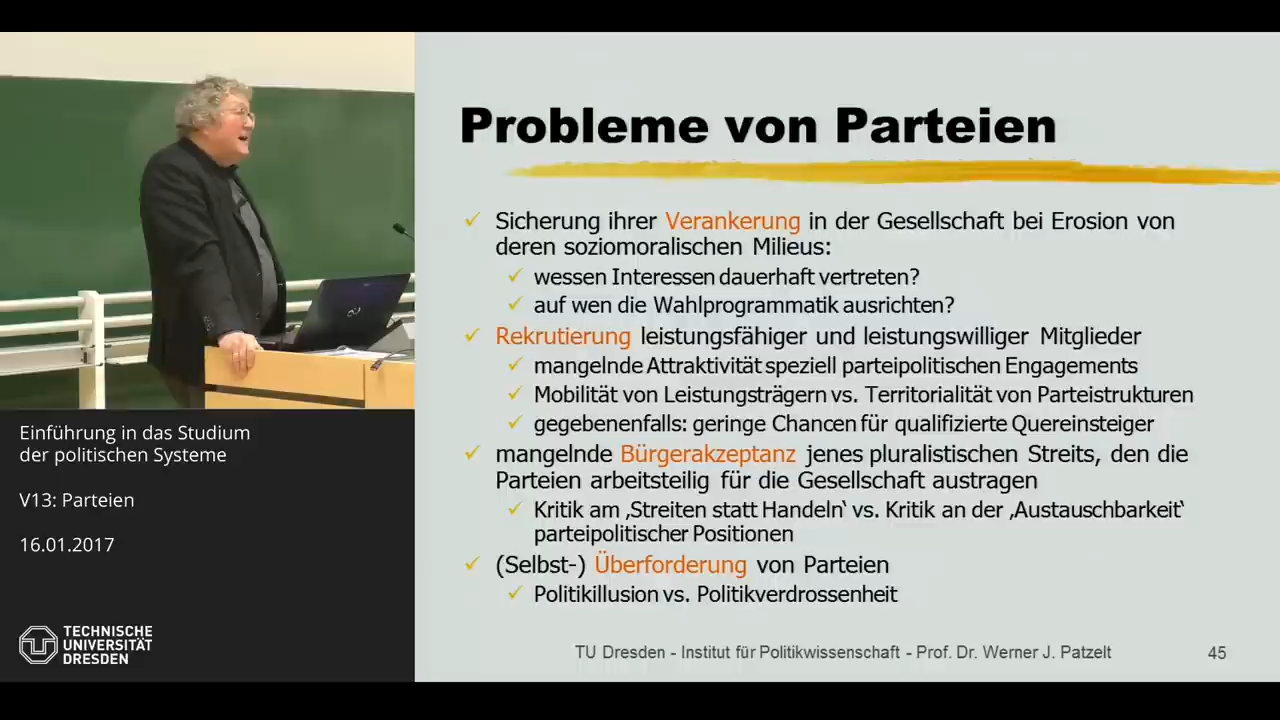 Probleme von Parteien
Sicherung ihrer Verankerung in der Gesellschaft bei Erosion von
deren soziomoralischen Milieus:
wessen Interessen dauerhaft vertreten?
auf wen die Wahlprogrammatik ausrichten?
Rekrutierung leistungsfähiger und leistungswilliger Mitglieder
mangelnde Attraktivität speziell parteipolitischen Engagements
Mobilität von Leistungsträgern vs. Territorialität von Parteistrukturen
gegebenenfalls: geringe Chancen für qualifizierte Quereinsteiger
mangelnde Bürgerakzeptanz jenes pluralistischen Streits, den die
Parteien arbeitsteilig für die Gesellschaft austragen
Kritik am ‚Streiten statt Handeln‘ vs. Kritik an der ‚Austauschbarkeit‘
parteipolitischer Positionen
(Selbst-) Überforderung von Parteien
Politikillusion vs. Politikverdrossenheit
TU Dresden - Institut für Politikwissenschaft - Prof. Dr. Werner J. Patzelt 45
Einführung in das Studium
der politischen Systeme
V13: Parteien
16.01.2017
TECHNISCHE
UNIVERSITÄT
DRESDEN